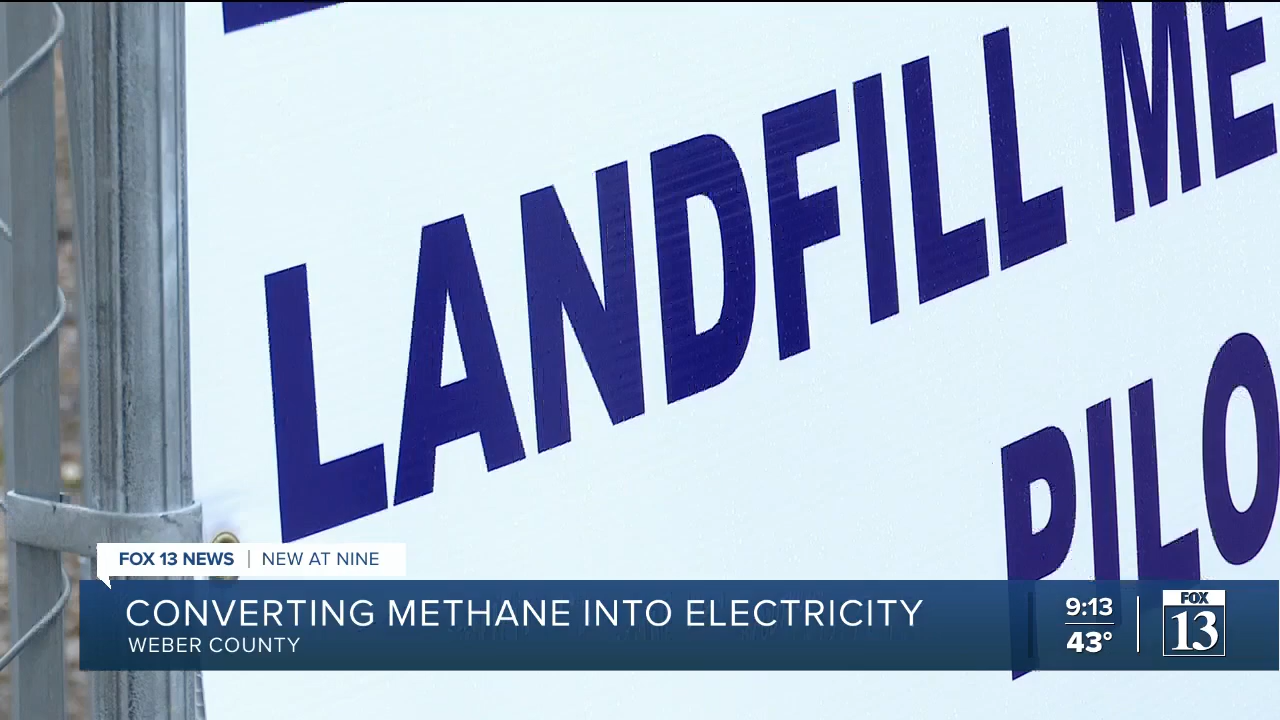 LANDFILL ME
PILO
FOX 13 NEWS | NEW AT NINE
CONVERTING METHANE INTO ELECTRICITY
WEBER COUNTY
9:13
43°
FOX
13